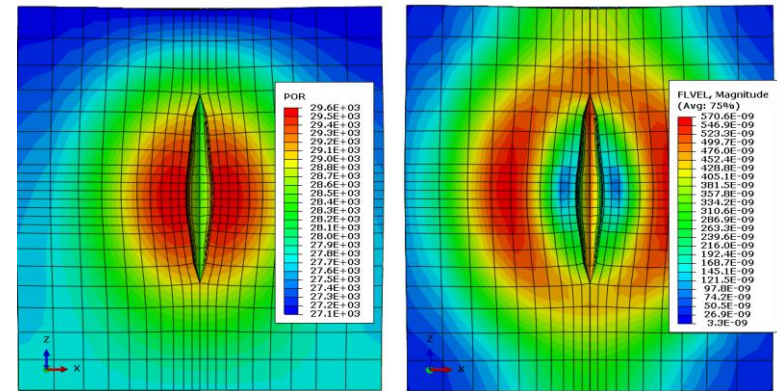 POR
29.6E+03
29.5E+03
29.4E+03
29.3E+03
29.2E+03
29.1E+03
29.0E+03
28.8E+03
28.7E+03
28.6E+03
28.5E+03
28.4E+03
28.3E+03
28.2E+03
28.1E+03
28.0E+03
27.9E+03
27.8E+03
27.7E+03
27.6E+03
27.5E+03
27.4E+03
27.3E+03
27.2E+03
27.1E+03
Z
X
FLVEL, Magnitude
(Avg: 75%)
570.6E-09
546.9E-09
523.3E-09
499.7E-09
476.0E-09
452.4E-09
428.8E-09
405.1E-09
381.5E-09
357.8E-09
334.2E-09
310.6E-09
286.9E-09
263.3E-09
239.6E-09
216.0E-09
192.4E-09
168.7E-09
145.1E-09
121.5E-09
97.8E-09
74.2E-09
50.5E-09
26.9E-09
3.3E-09
Z
X